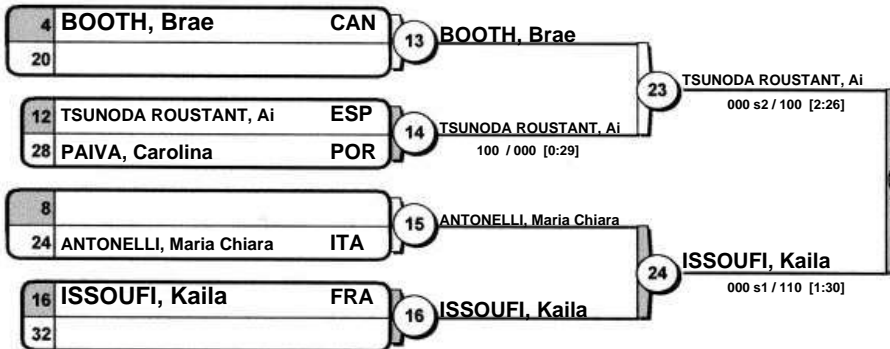 4 BOOTH, Brae CAN
20
13 BOOTH, Brae
12 TSUNODA ROUSTANT, Ai ESP
28 PAIVA, Carolina POR
14 TSUNODA ROUSTANT, Ai
100 / 000 [0:29]
23 TSUNODA ROUSTANT, Ai
000 s2 / 100 [2:26]
8
24 ANTONELLI, Maria Chiara ITA
15 ANTONELLI, Maria Chiara
16 ISSOUFI, Kaila FRA
32
16 ISSOUFI, Kaila
24 ISSOUFI, Kaila
000 s1 / 110 [1:30]